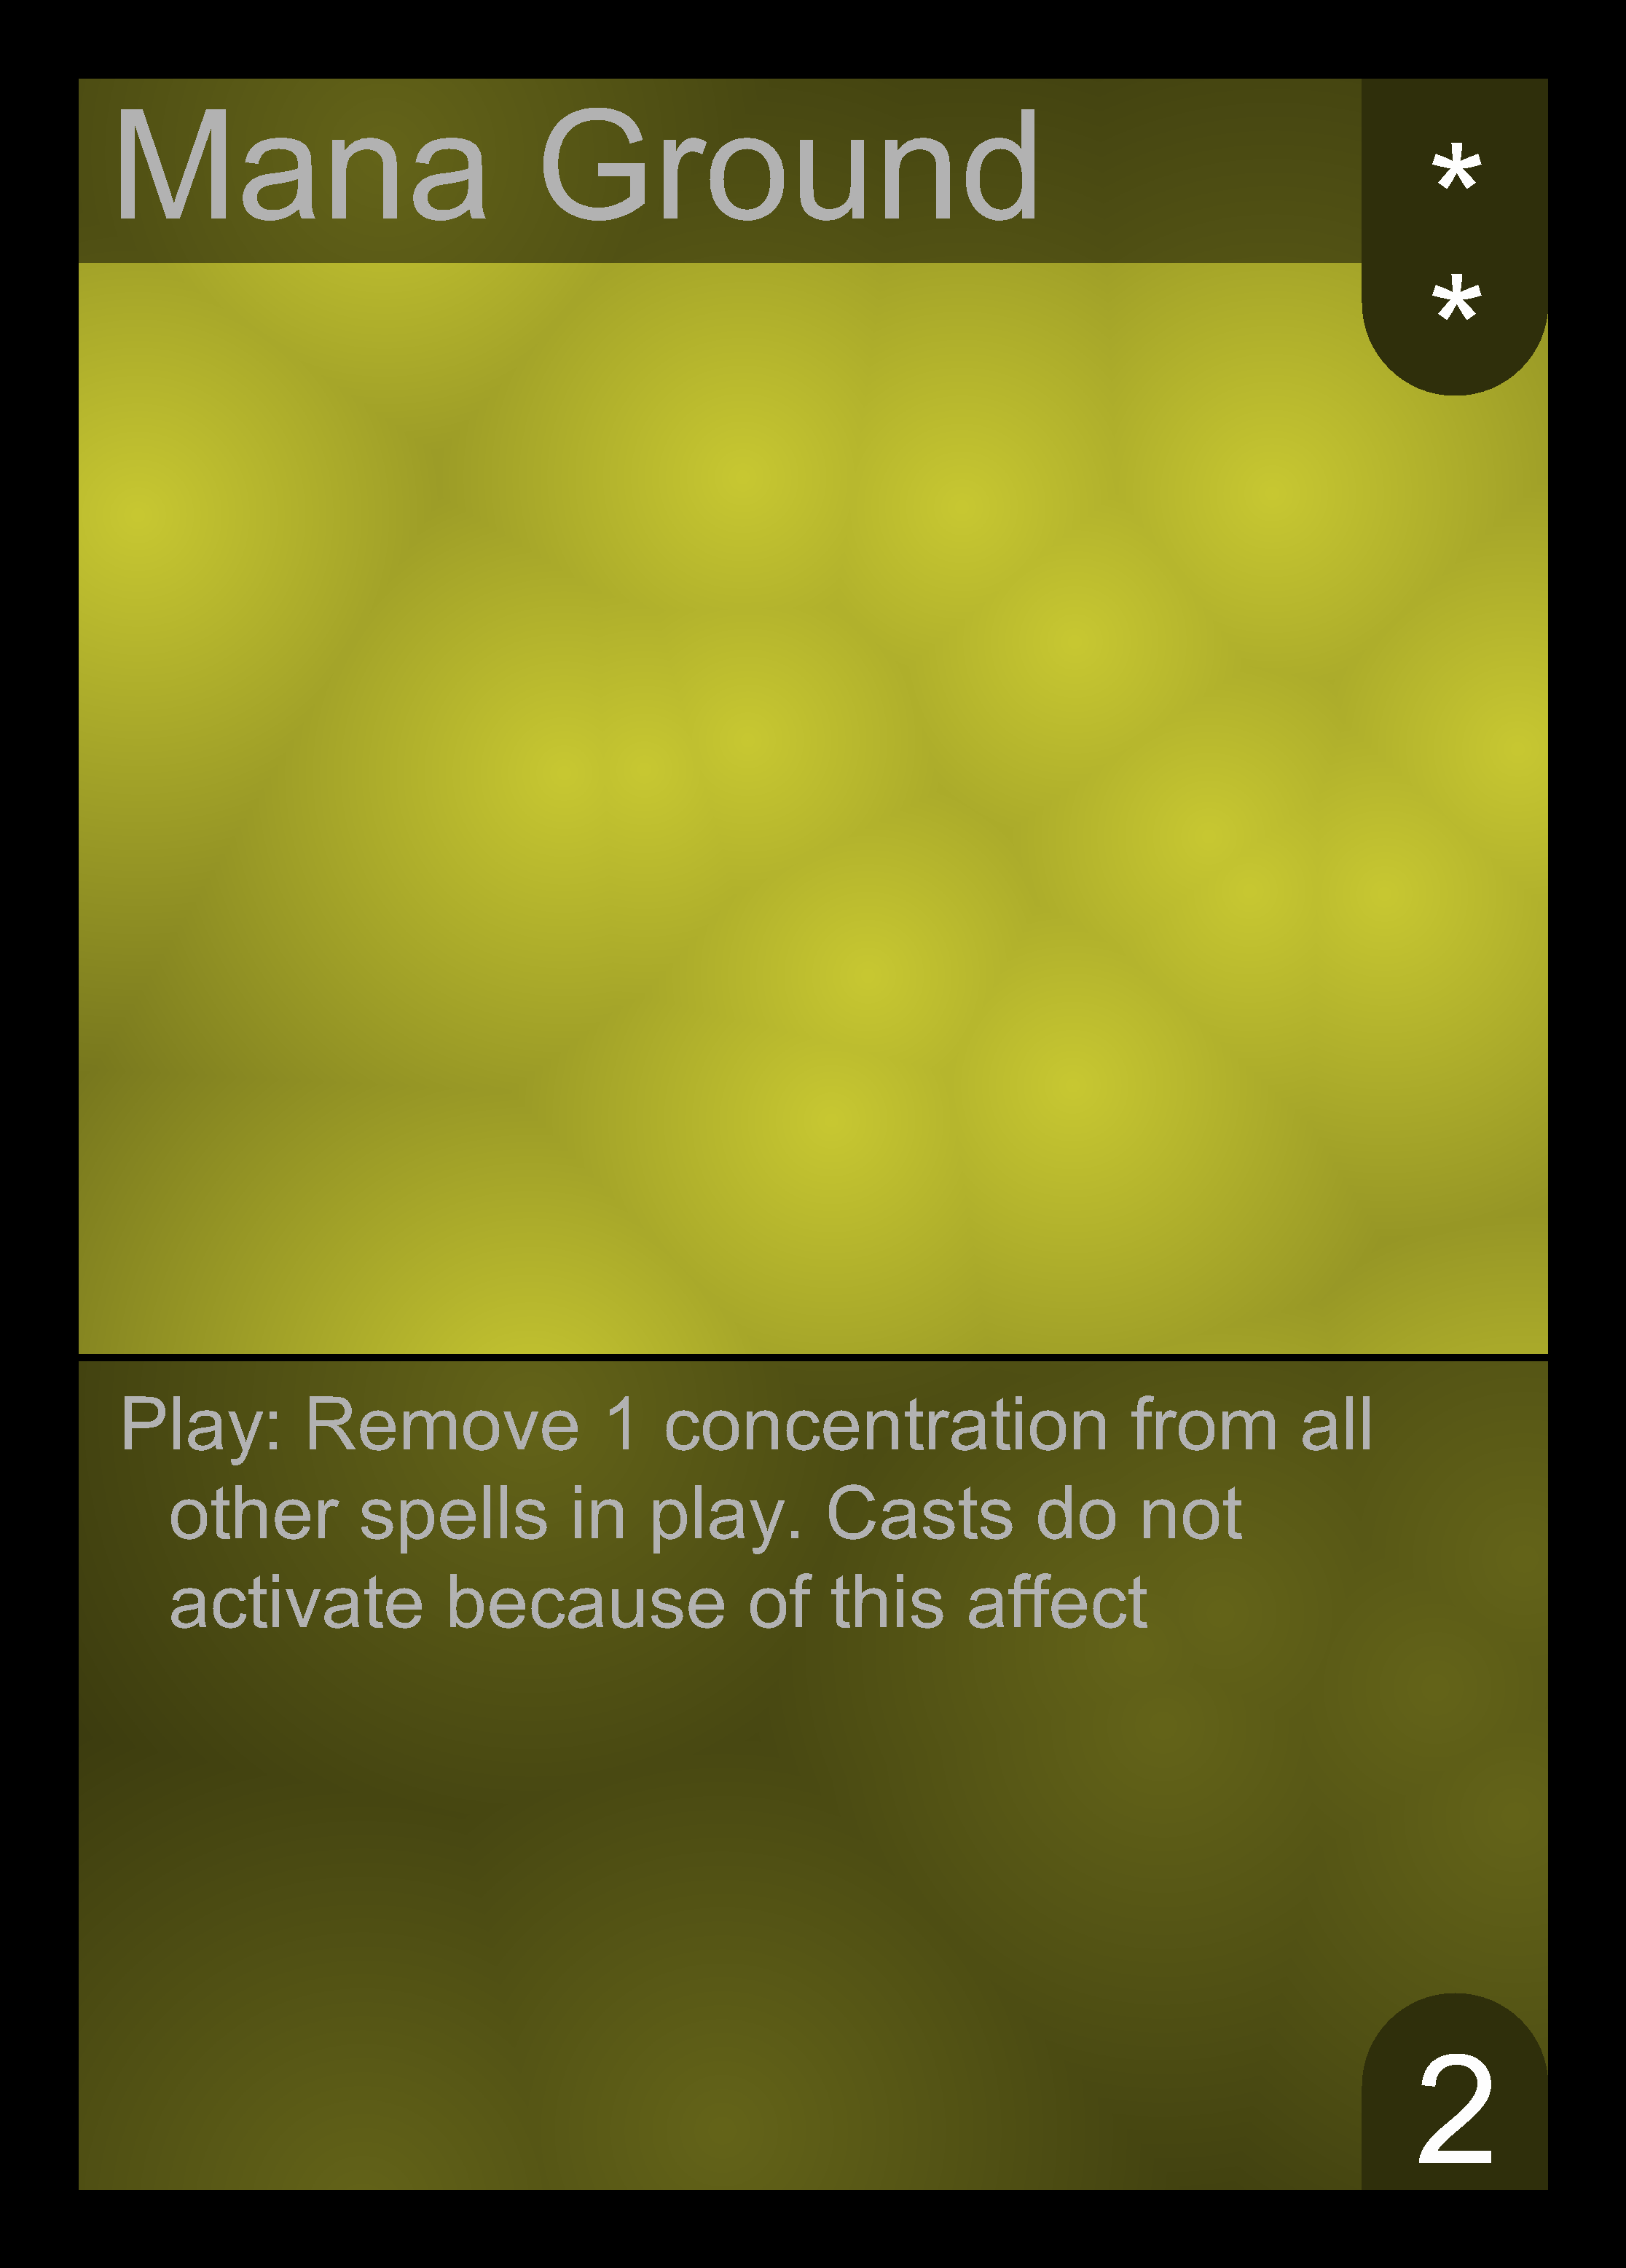 Mana Ground
*
*
Play: Remove 1 concentration from all
other spells in play. Casts do not
activate because of this affect
2